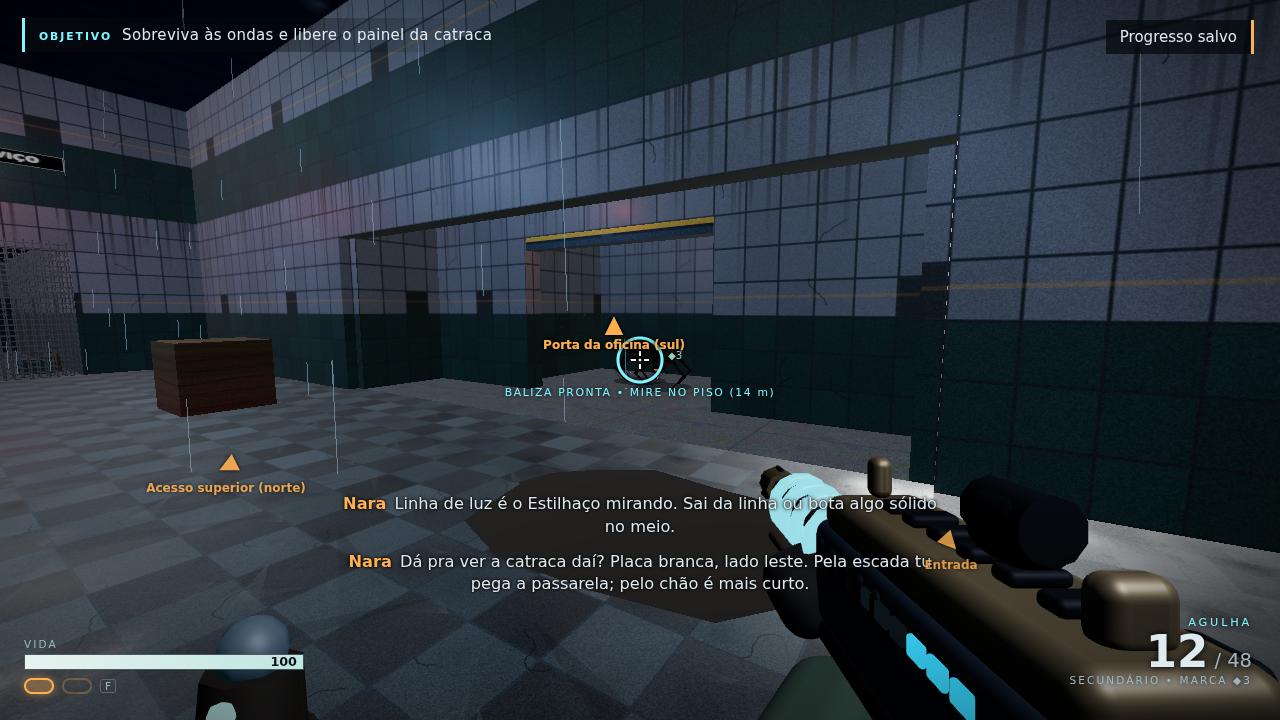 OBJETIVO Sobreviva às ondas e libere o painel da catraca
Progresso salvo
Porta da oficina (sul)
◆3
BALIZA PRONTA • MIRE NO PISO (14 m)
Acesso superior (norte)
Nara Linha de luz é o Estilhaço mirando. Sai da linha ou bota algo sólido
no meio.
Nara Dá pra ver a catraca daí? Placa branca, lado leste. Pela escada tu
pega a passarela; pelo chão é mais curto.
Entrada
VIDA
100
F
AGULHA
12 / 48
SECUNDÁRIO • MARCA ◆3